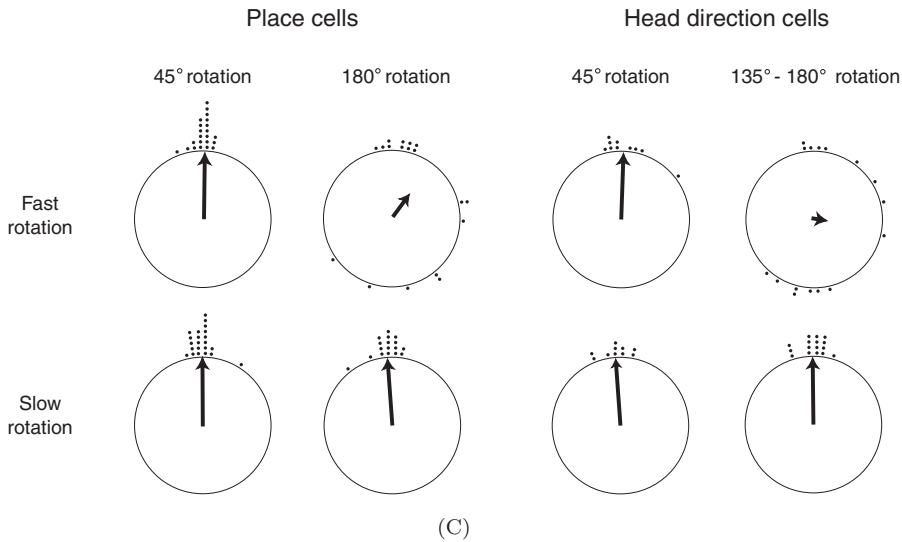 Place cells Head direction cells
45° rotation 180° rotation 45° rotation 135° - 180° rotation
Fast
rotation
Slow
rotation
(C)